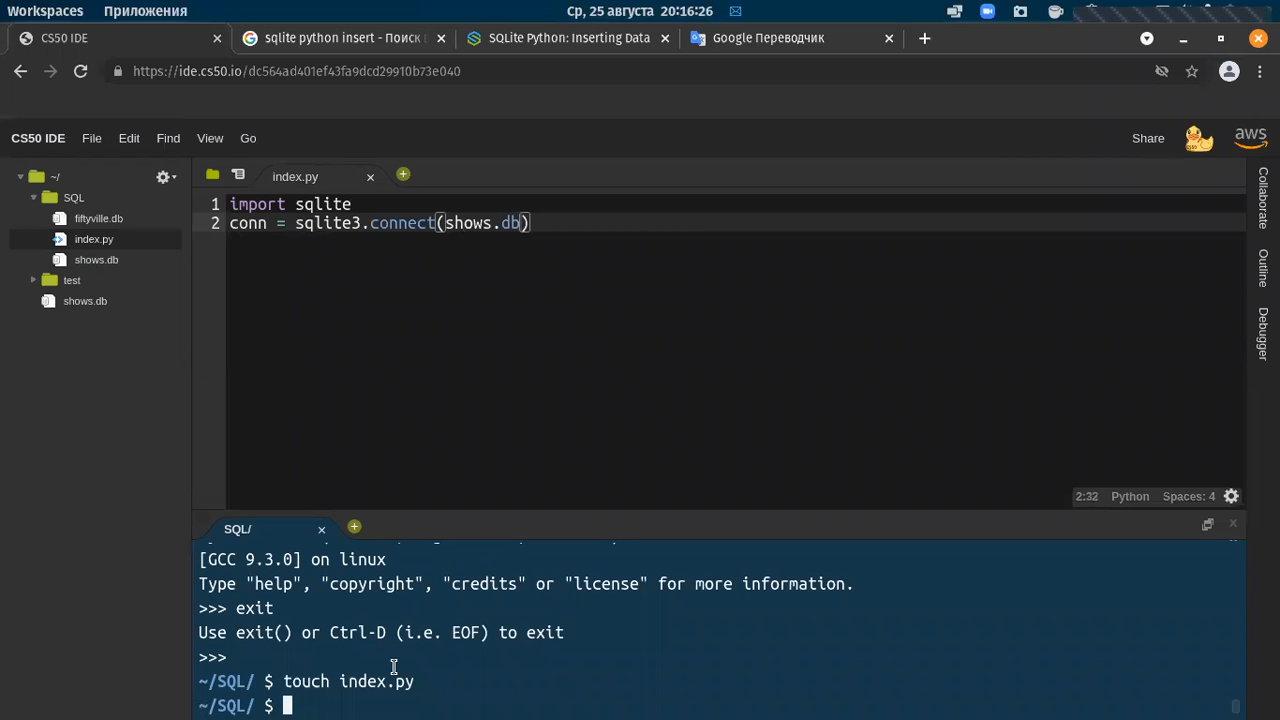 Workspaces Приложения Ср, 25 августа 20:16:26
CS50 IDE sqlite python insert - Поиск в SQLite Python: Inserting Data Google Переводчик
https://ide.cs50.io/dc564ad401ef43fa9dcd29910b73e040
CS50 IDE File Edit Find View Go Share aws
~/ index.py
SQL
fiftyville.db
index.py
shows.db
test
shows.db
1 import sqlite
2 conn = sqlite3.connect(shows.db)
Collaborate
Outline
Debugger
2:32 Python Spaces: 4
SQL/
[GCC 9.3.0] on linux
Type "help", "copyright", "credits" or "license" for more information.
>>> exit
Use exit() or Ctrl-D (i.e. EOF) to exit
>>>
~/SQL/ $ touch index.py
~/SQL/ $